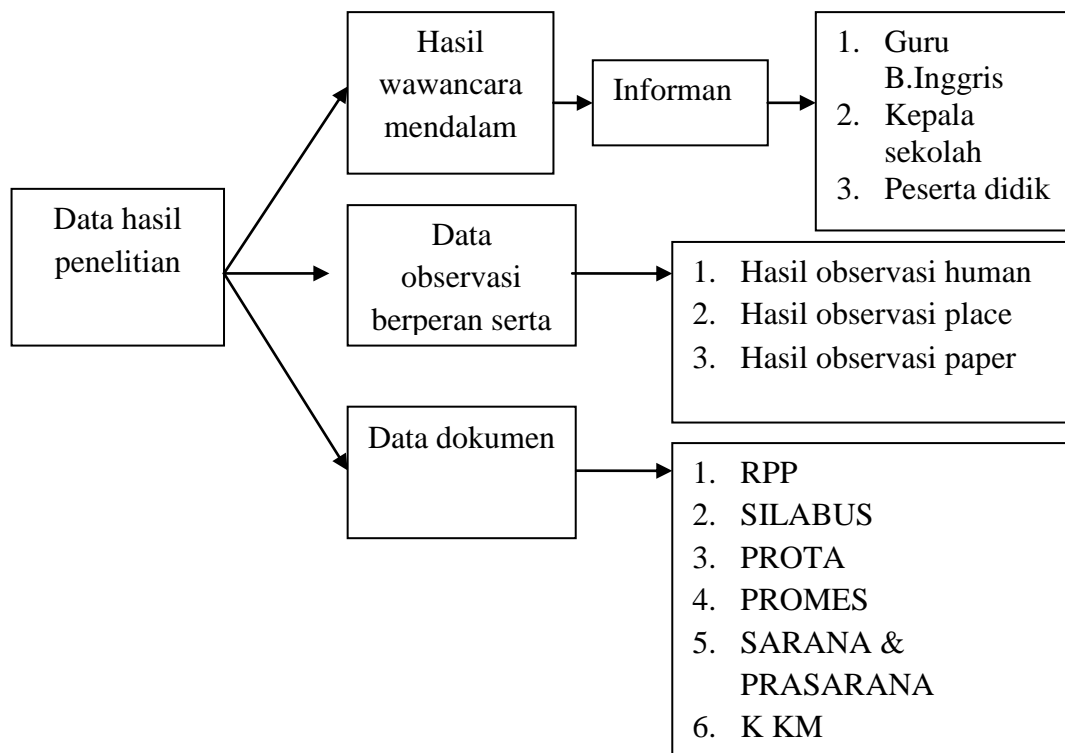 Data hasil
penelitian
Hasil
wawancara
mendalam
Informan
1. Guru
B.Inggris
2. Kepala
sekolah
3. Peserta didik
Data
observasi
berperan serta
1. Hasil observasi human
2. Hasil observasi place
3. Hasil observasi paper
Data dokumen
1. RPP
2. SILABUS
3. PROTA
4. PROMES
5. SARANA &
PRASARANA
6. K KM